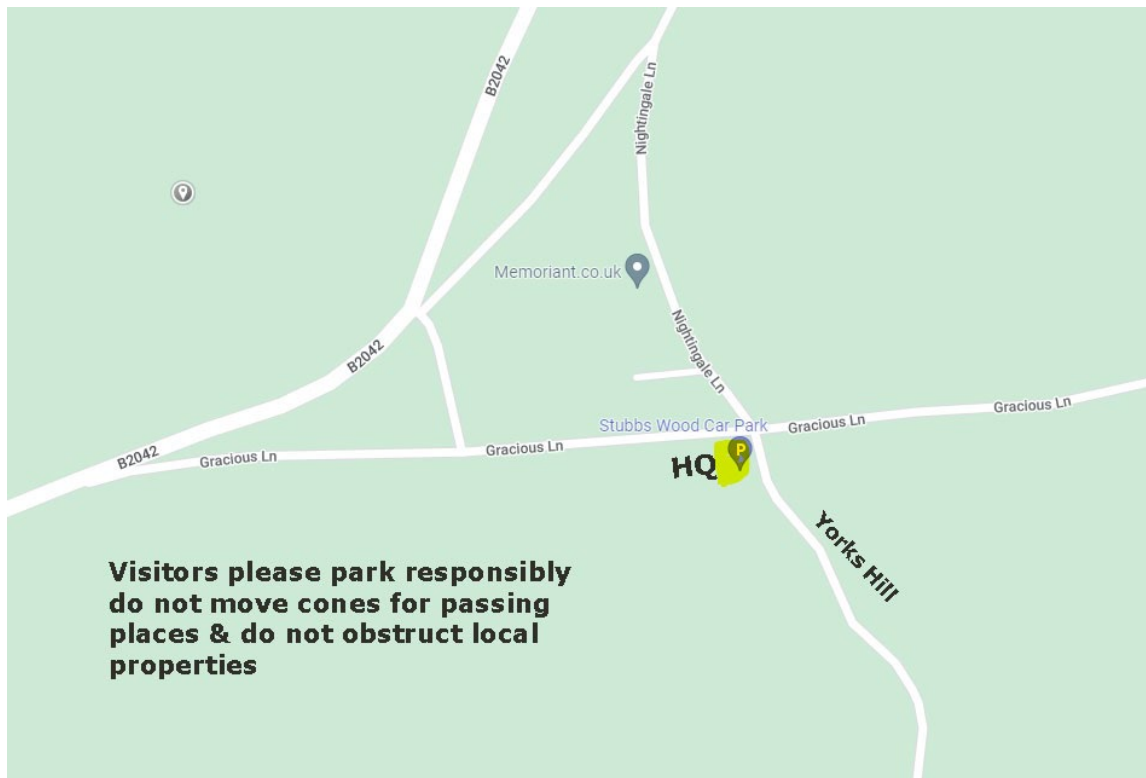 B2042
Nightingale Ln
Memoriant.co.uk
Nightingale Ln
B2042
Gracious Ln
Stubbs Wood Car Park
Gracious Ln
P
Gracious Ln
B2042
Gracious Ln
HQ
Yorks Hill
Visitors please park responsibly
do not move cones for passing
places & do not obstruct local
properties